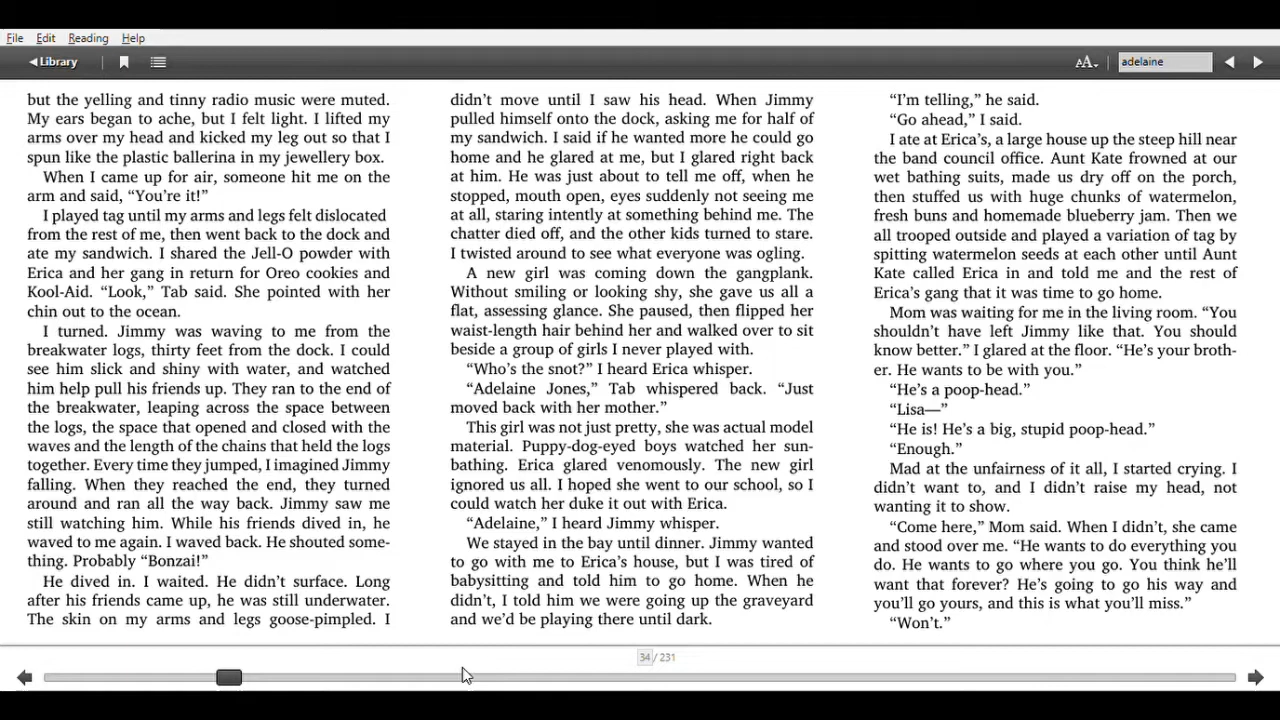 File Edit Reading Help
Library AA adelaine
but the yelling and tinny radio music were muted.
My ears began to ache, but I felt light. I lifted my
arms over my head and kicked my leg out so that I
spun like the plastic ballerina in my jewellery box.
When I came up for air, someone hit me on the
arm and said, “You’re it!”
I played tag until my arms and legs felt dislocated
from the rest of me, then went back to the dock and
ate my sandwich. I shared the Jell-O powder with
Erica and her gang in return for Oreo cookies and
Kool-Aid. “Look,” Tab said. She pointed with her
chin out to the ocean.
I turned. Jimmy was waving to me from the
breakwater logs, thirty feet from the dock. I could
see him slick and shiny with water, and watched
him help pull his friends up. They ran to the end of
the breakwater, leaping across the space between
the logs, the space that opened and closed with the
waves and the length of the chains that held the logs
together. Every time they jumped, I imagined Jimmy
falling. When they reached the end, they turned
around and ran all the way back. Jimmy saw me
still watching him. While his friends dived in, he
waved to me again. I waved back. He shouted some-
thing. Probably “Bonzai!”
He dived in. I waited. He didn’t surface. Long
after his friends came up, he was still underwater.
The skin on my arms and legs goose-pimpled. I
didn’t move until I saw his head. When Jimmy
pulled himself onto the dock, asking me for half of
my sandwich. I said if he wanted more he could go
home and he glared at me, but I glared right back
at him. He was just about to tell me off, when he
stopped, mouth open, eyes suddenly not seeing me
at all, staring intently at something behind me. The
chatter died off, and the other kids turned to stare.
I twisted around to see what everyone was ogling.
A new girl was coming down the gangplank.
Without smiling or looking shy, she gave us all a
flat, assessing glance. She paused, then flipped her
waist-length hair behind her and walked over to sit
beside a group of girls I never played with.
“Who’s the snot?” I heard Erica whisper.
“Adelaine Jones,” Tab whispered back. “Just
moved back with her mother.”
This girl was not just pretty, she was actual model
material. Puppy-dog-eyed boys watched her sun-
bathing. Erica glared venomously. The new girl
ignored us all. I hoped she went to our school, so I
could watch her duke it out with Erica.
“Adelaine,” I heard Jimmy whisper.
We stayed in the bay until dinner. Jimmy wanted
to go with me to Erica’s house, but I was tired of
babysitting and told him to go home. When he
didn’t, I told him we were going up the graveyard
and we’d be playing there until dark.
“I’m telling,” he said.
“Go ahead,” I said.
I ate at Erica’s, a large house up the steep hill near
the band council office. Aunt Kate frowned at our
wet bathing suits, made us dry off on the porch,
then stuffed us with huge chunks of watermelon,
fresh buns and homemade blueberry jam. Then we
all trooped outside and played a variation of tag by
spitting watermelon seeds at each other until Aunt
Kate called Erica in and told me and the rest of
Erica’s gang that it was time to go home.
Mom was waiting for me in the living room. “You
shouldn’t have left Jimmy like that. You should
know better.” I glared at the floor. “He’s your broth-
er. He wants to be with you.”
“He’s a poop-head.”
“Lisa—”
“He is! He’s a big, stupid poop-head.”
“Enough.”
Mad at the unfairness of it all, I started crying. I
didn’t want to, and I didn’t raise my head, not
wanting it to show.
“Come here,” Mom said. When I didn’t, she came
and stood over me. “He wants to do everything you
do. He wants to go where you go. You think he’ll
want that forever? He’s going to go his way and
you’ll go yours, and this is what you’ll miss.”
“Won’t.”
34 / 231